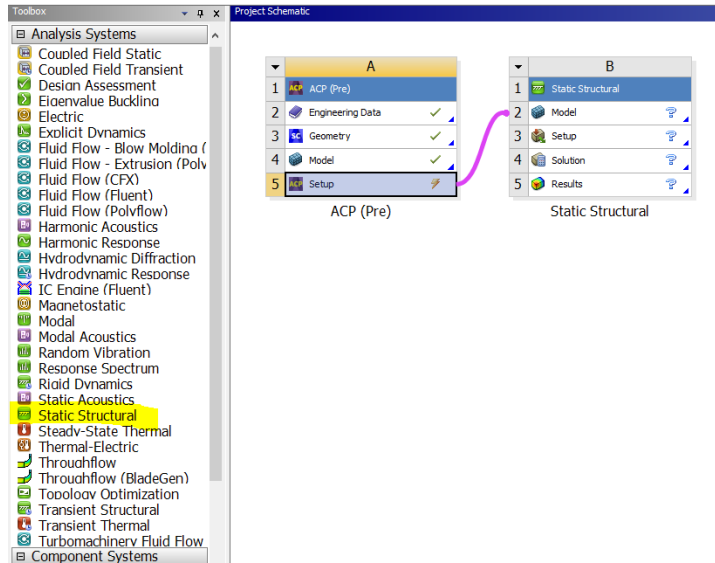 Toolbox
Project Schematic
Analysis Systems
Coupled Field Static
Coupled Field Transient
Design Assessment
Eigenvalue Buckling
Electric
Explicit Dynamics
Fluid Flow - Blow Molding (
Fluid Flow - Extrusion (Polv
Fluid Flow (CFX)
Fluid Flow (Fluent)
Fluid Flow (Polyflow)
Harmonic Acoustics
Harmonic Response
Hydrodynamic Diffraction
Hydrodynamic Response
IC Engine (Fluent)
Magnetostatic
Modal
Modal Acoustics
Random Vibration
Response Spectrum
Rigid Dynamics
Static Acoustics
Static Structural
Steady-State Thermal
Thermal-Electric
Throughflow
Throughflow (BladeGen)
Topology Optimization
Transient Structural
Transient Thermal
Turbomachinery Fluid Flow
Component Systems
A
1 ACP ACP (Pre)
2 Engineering Data
3 SC Geometry
4 Model
5 ACP Setup
ACP (Pre)
B
1 Static Structural
2 Model
3 Setup
4 Solution
5 Results
Static Structural